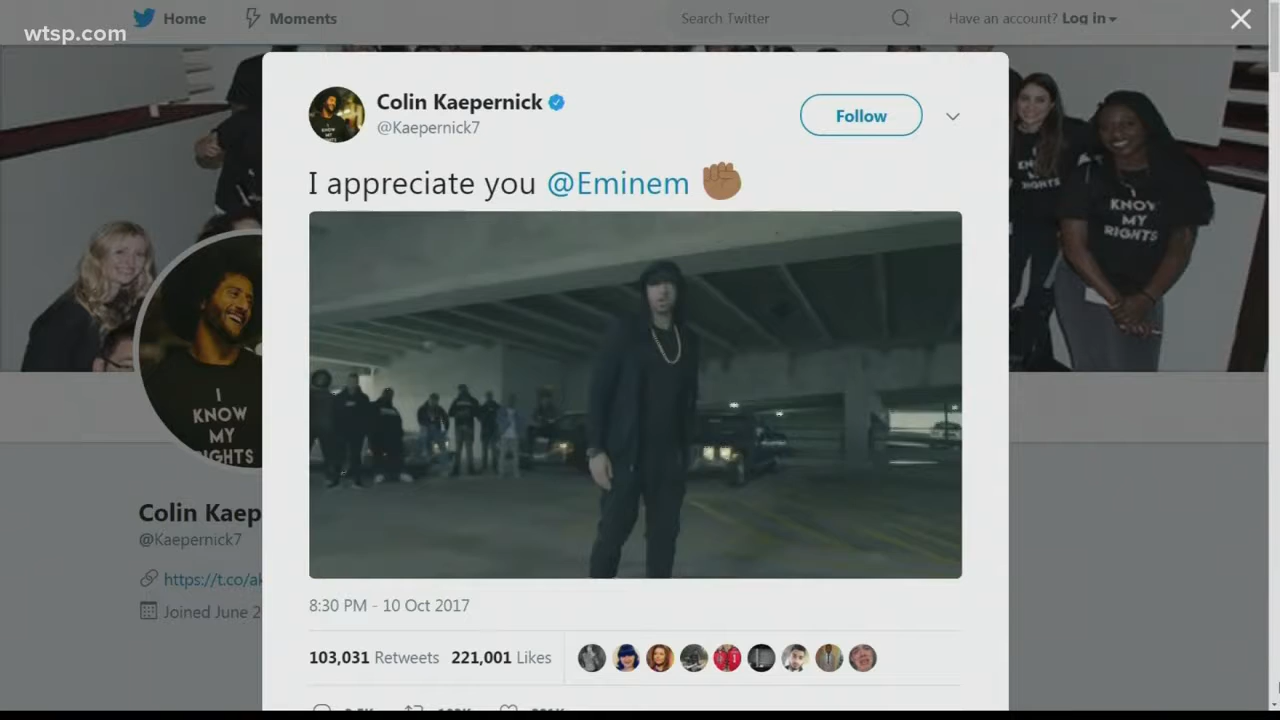 wtsp.com
Home
Moments
Search Twitter
Have an account? Log in
Colin Kaepernick
@Kaepernick7
Follow
I appreciate you @Eminem ✊🏾
I KNOW MY RIGHTS
I
KNOW
MY
RIGHTS
I
KNOW
MY
RIGHTS
Colin Kaep
@Kaepernick7
https://t.co/ak
Joined June 2
8:30 PM - 10 Oct 2017
103,031 Retweets 221,001 Likes